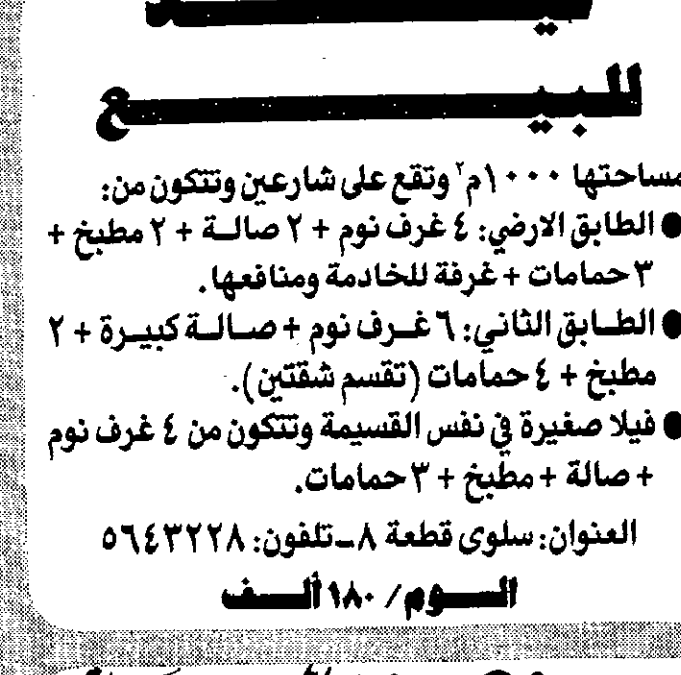 للبيع
مساحتها ١٠٠٠م٢ وتقع على شارعين وتتكون من:
● الطابق الارضي: ٤ غرف نوم + ٢ صالة + ٢ مطبخ +
٣ حمامات + غرفة للخادمة ومنافعها.
● الطابق الثاني: ٦ غرف نوم + صالة كبيرة + ٢
مطبخ + ٤ حمامات (تقسم شقتين).
● فيلا صغيرة في نفس القسيمة وتتكون من ٤ غرف نوم
+ صالة + مطبخ + ٣ حمامات.
العنوان: سلوى قطعة ٨ ـ تلفون: ٥٦٤٣٢٢٨
السوم/ ١٨٠ ألف